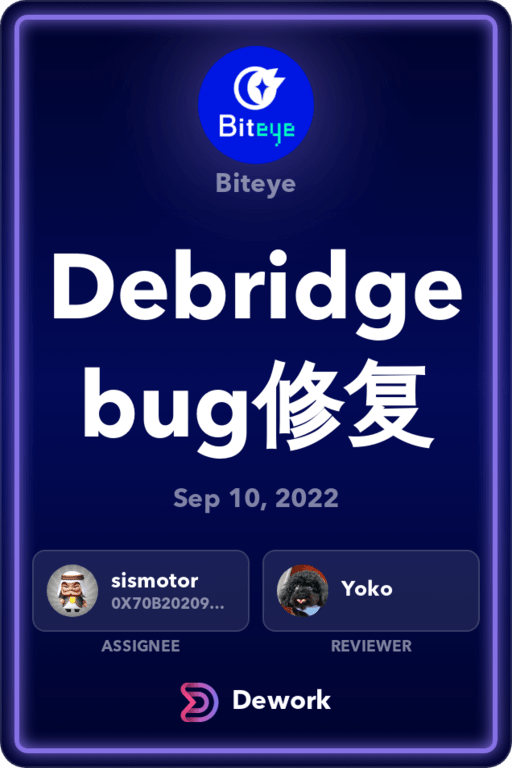 Biteye
Biteye
Debridge
bug修复
Sep 10, 2022
sismotor
0X70B20209...
Yoko
ASSIGNEE
REVIEWER
Dework